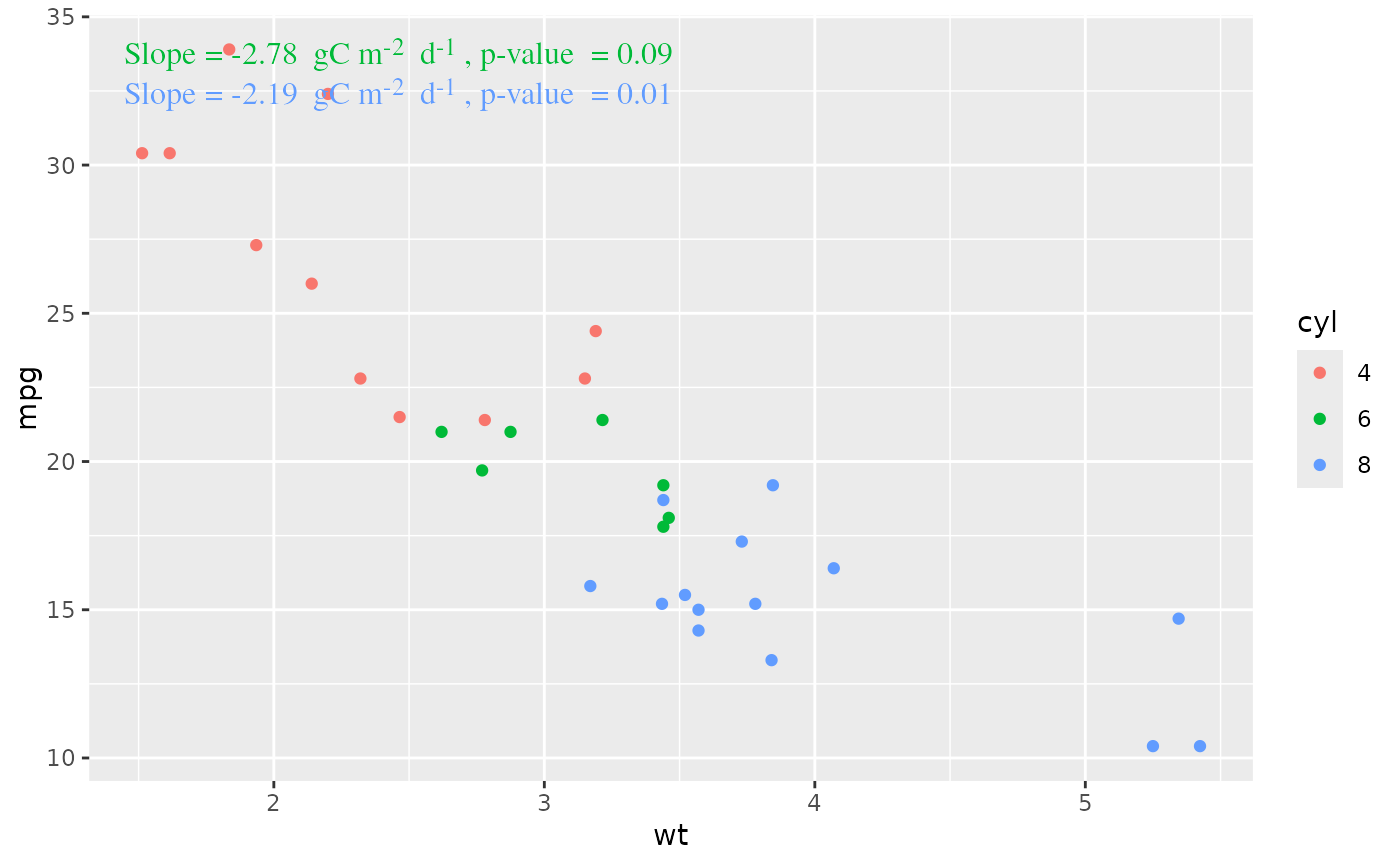 35
Slope = -2.78 gC m-2 d-1 , p-value = 0.09
Slope = -2.19 gC m-2 d-1 , p-value = 0.01
30
25
20
15
10
mpg
2 3 4 5
wt
cyl
4
6
8